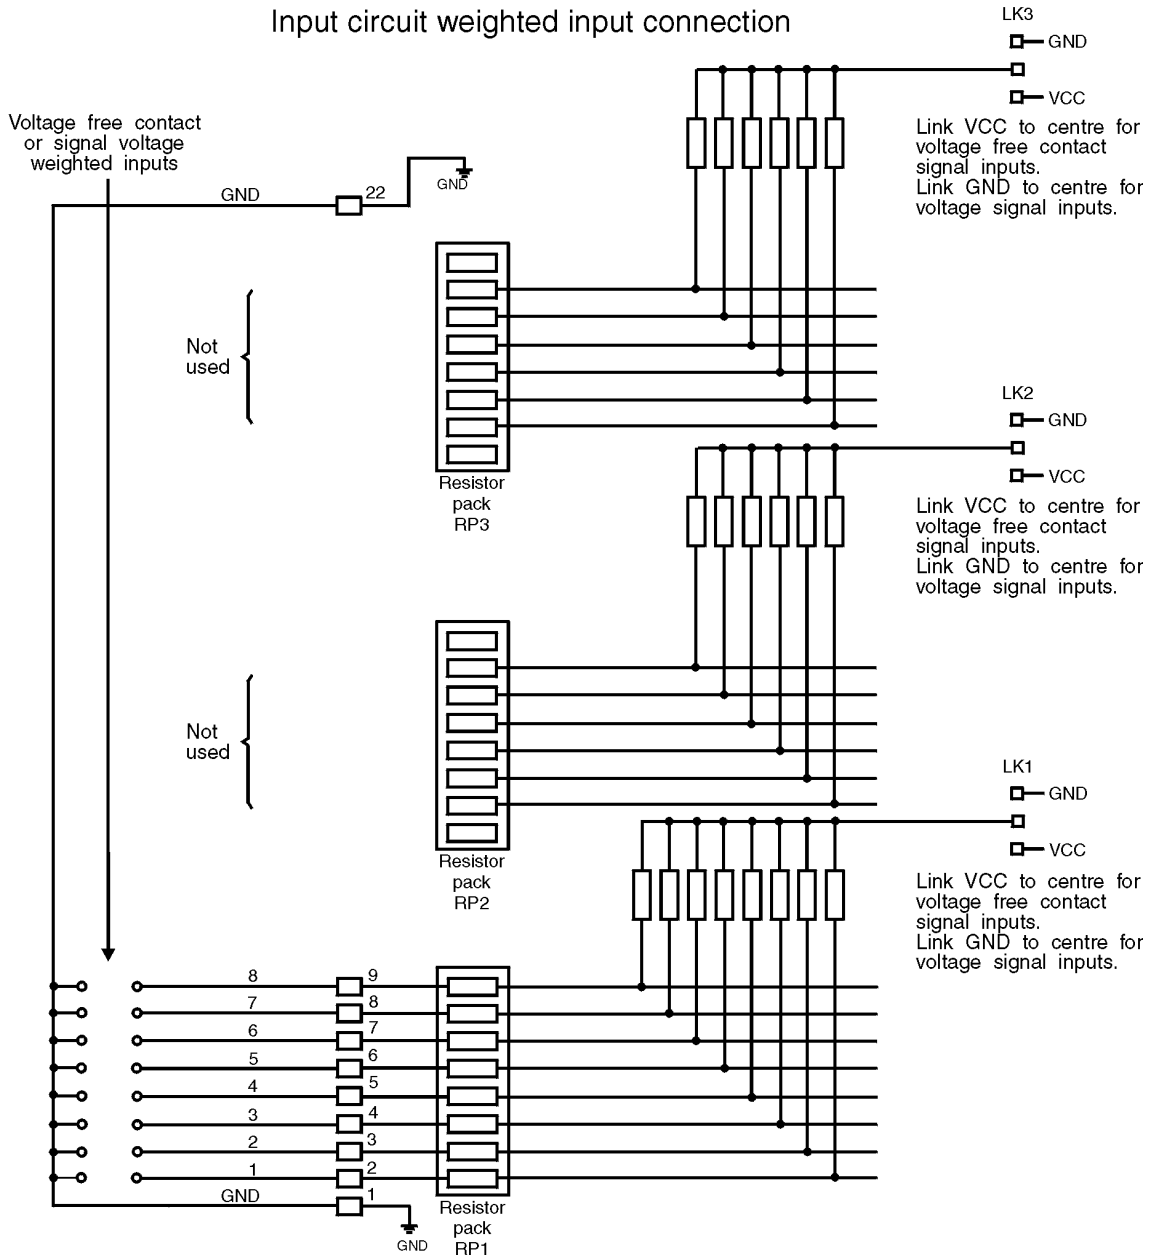 Input circuit weighted input connection
LK3
GND
VCC
Link VCC to centre for
voltage free contact
signal inputs.
Link GND to centre for
voltage signal inputs.
Voltage free contact
or signal voltage
weighted inputs
GND
22
GND
Not
used
Resistor
pack
RP3
LK2
GND
VCC
Link VCC to centre for
voltage free contact
signal inputs.
Link GND to centre for
voltage signal inputs.
Not
used
Resistor
pack
RP2
LK1
GND
VCC
Link VCC to centre for
voltage free contact
signal inputs.
Link GND to centre for
voltage signal inputs.
8 9
7 8
6 7
5 6
4 5
3 4
2 3
1 2
GND 1
GND
Resistor
pack
RP1